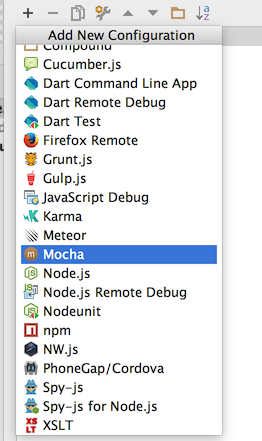 Add New Configuration
Compound
Cucumber.js
Dart Command Line App
Dart Remote Debug
Dart Test
Firefox Remote
Grunt.js
Gulp.js
JavaScript Debug
Karma
Meteor
Mocha
Node.js
Node.js Remote Debug
Nodeunit
npm
NW.js
PhoneGap/Cordova
Spy-js
Spy-js for Node.js
XSLT